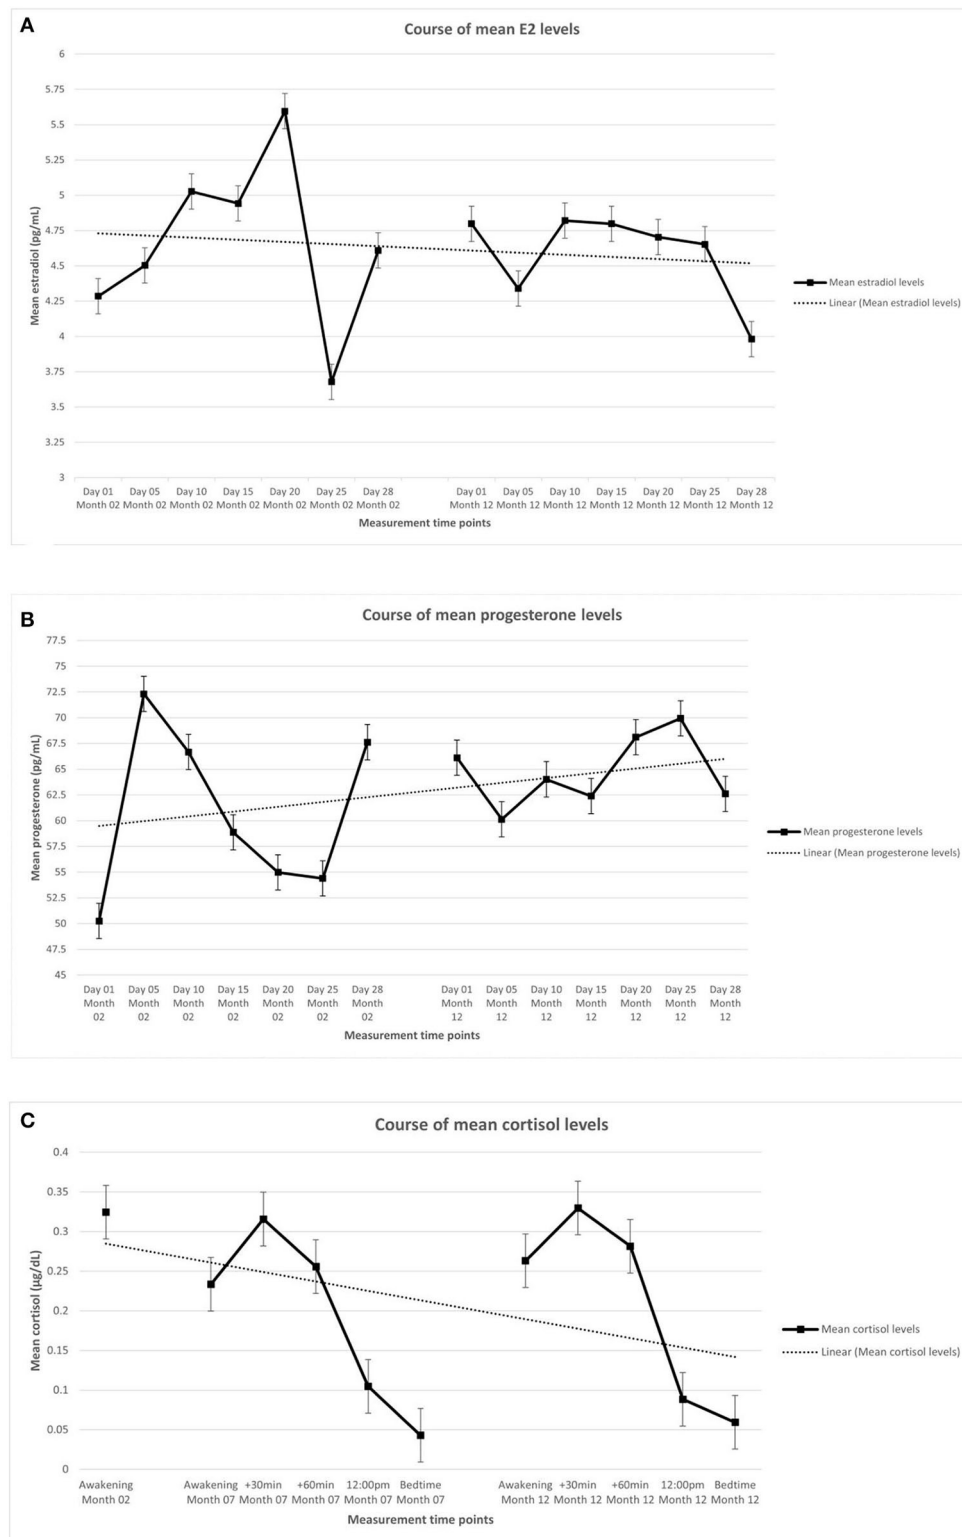 A
Course of mean E2 levels
6
5.75
5.5
5.25
5
4.75
4.5
4.25
4
3.75
3.5
3.25
3
Mean estradiol (pg/mL)
Day 01 Day 05 Day 10 Day 15 Day 20 Day 25 Day 28 Day 01 Day 05 Day 10 Day 15 Day 20 Day 25 Day 28
Month 02 Month 02 Month 02 Month 02 Month 02 Month 02 Month 02 Month 12 Month 12 Month 12 Month 12 Month 12 Month 12 Month 12
Measurement time points
Mean estradiol levels
Linear (Mean estradiol levels)
B
Course of mean progesterone levels
77.5
75
72.5
70
67.5
65
62.5
60
57.5
55
52.5
50
47.5
45
Mean progesterone (pg/mL)
Day 01 Day 05 Day 10 Day 15 Day 20 Day 25 Day 28 Day 01 Day 05 Day 10 Day 15 Day 20 Day 25 Day 28
Month Month Month Month Month Month Month Month Month Month Month Month Month Month
02 02 02 02 02 02 02 12 12 12 12 12 12 12
Measurement time points
Mean progesterone levels
Linear (Mean progesterone levels)
C
Course of mean cortisol levels
0.4
0.35
0.3
0.25
0.2
0.15
0.1
0.05
0
Mean cortisol (µg/dL)
Awakening Awakening +30min +60min 12:00pm Bedtime Awakening +30min +60min 12:00pm Bedtime
Month 02 Month 07 Month 07 Month 07 Month 07 Month 07 Month 12 Month 12 Month 12 Month 12 Month 12
Measurement time points
Mean cortisol levels
Linear (Mean cortisol levels)